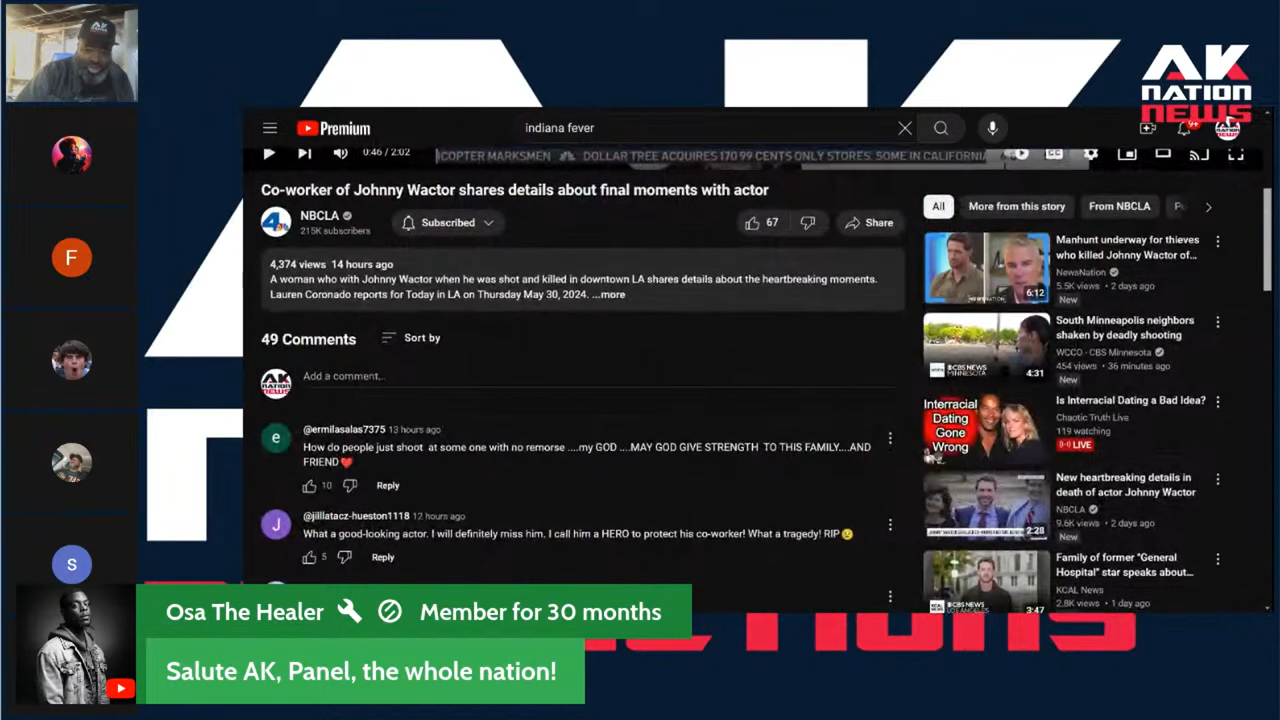 AK
NATION
NEWS
Premium
indiana fever
9+
0:46 / 2:02
COPTER MARKSMEN
DOLLAR TREE ACQUIRES 170 99 CENTS ONLY STORES: SOME IN CALIFORNIA
Co-worker of Johnny Wactor shares details about final moments with actor
4
NBCLA
215K subscribers
Subscribed
67
Share
4,374 views 14 hours ago
A woman who with Johnny Wactor when he was shot and killed in downtown LA shares details about the heartbreaking moments.
Lauren Coronado reports for Today in LA on Thursday May 30, 2024. ...more
49 Comments
Sort by
AK
NATION
NEWS
Add a comment...
e
@ermilasalas7375 13 hours ago
How do people just shoot at some one with no remorse ....my GOD ....MAY GOD GIVE STRENGTH TO THIS FAMILY....AND
FRIEND❤️
10
Reply
J
@jilllatacz-hueston1118 12 hours ago
What a good-looking actor. I will definitely miss him. I call him a HERO to protect his co-worker! What a tragedy! RIP😢
5
Reply
All
More from this story
From NBCLA
Manhunt underway for thieves
who killed Johnny Wactor of...
NewsNation
5.5K views • 2 days ago
New
6:12
South Minneapolis neighbors
shaken by deadly shooting
WCCO - CBS Minnesota
454 views • 36 minutes ago
New
CBS NEWS
MINNESOTA
4:31
Is Interracial Dating a Bad Idea?
Chaotic Truth Live
119 watching
LIVE
Interracial
Dating
Gone
Wrong
New heartbreaking details in
death of actor Johnny Wactor
NBCLA
9.6K views • 2 days ago
New
2:28
Family of former "General
Hospital" star speaks about...
KCAL News
2.8K views • 1 day ago
CBS NEWS
3:47
F
S
Osa The Healer
Member for 30 months
Salute AK, Panel, the whole nation!